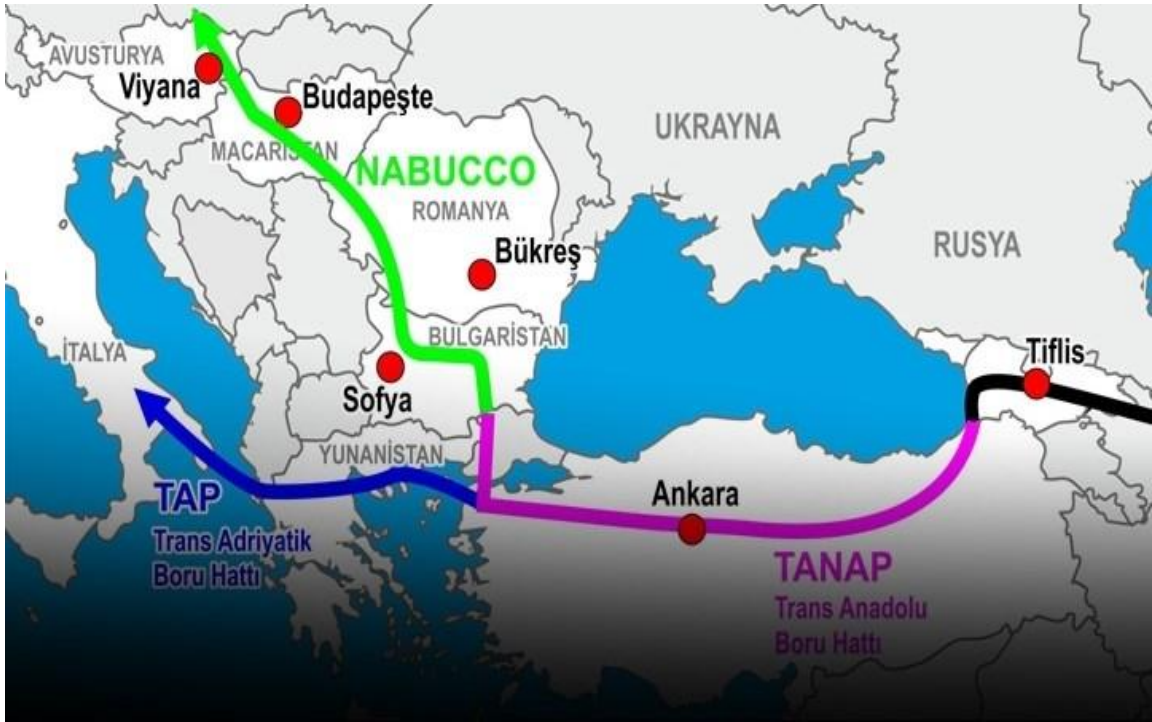 AVUSTURYA
Viyana
Budapeşte
MACARİSTAN
NABUCCO
ROMANYA
UKRAYNA
RUSYA
Bükreş
BULGARİSTAN
İTALYA
Tiflis
Sofya
YUNANİSTAN
TAP
Trans Adriyatik
Boru Hattı
Ankara
TANAP
Trans Anadolu
Boru Hattı